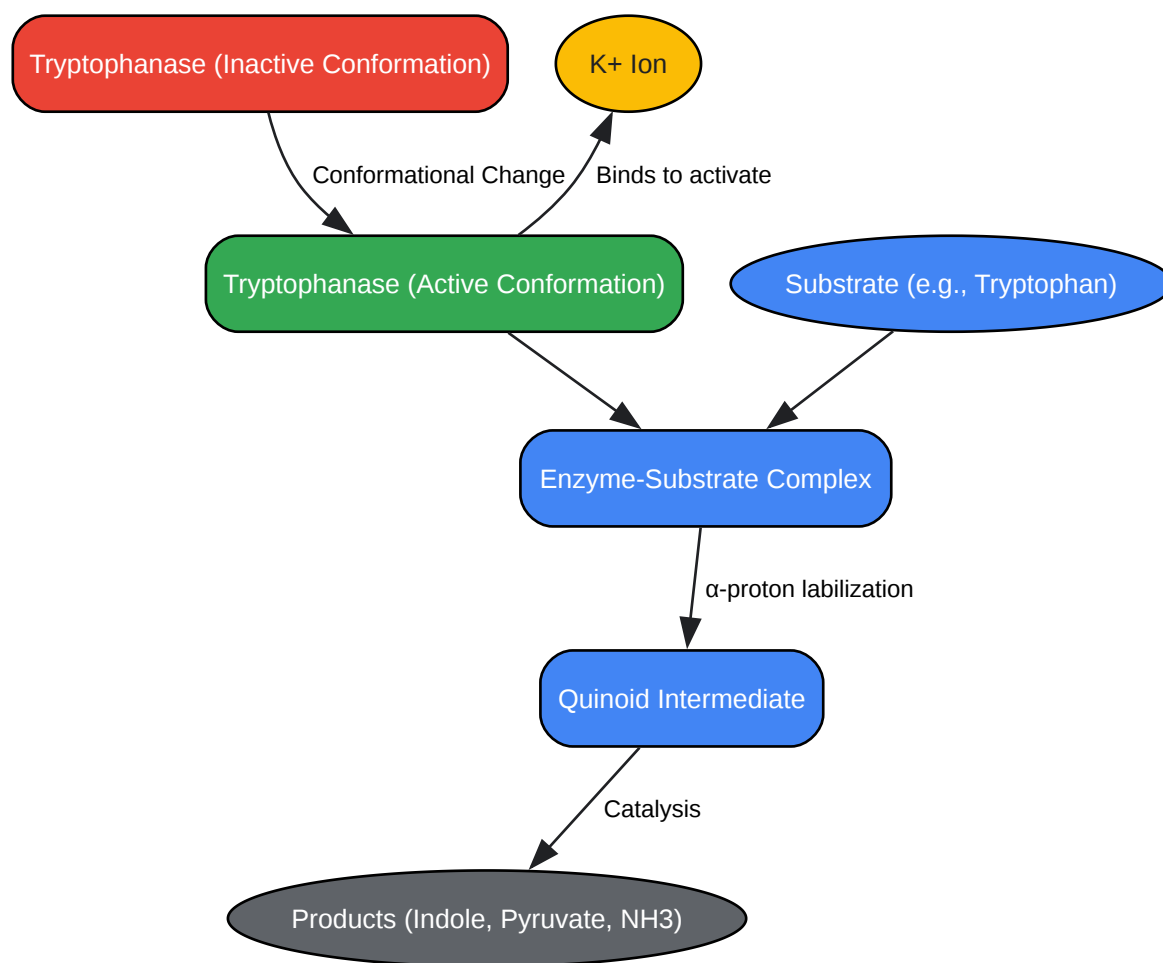 Tryptophanase (Inactive Conformation)
K+ Ion
Conformational Change
Binds to activate
Tryptophanase (Active Conformation)
Substrate (e.g., Tryptophan)
Enzyme-Substrate Complex
α-proton labilization
Quinoid Intermediate
Catalysis
Products (Indole, Pyruvate, NH3)